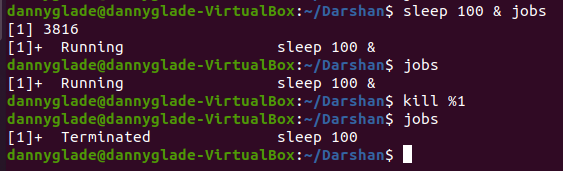 dannyglade@dannyglade-VirtualBox:~/Darshan$ sleep 100 & jobs
[1] 3816
[1]+  Running                 sleep 100 &
dannyglade@dannyglade-VirtualBox:~/Darshan$ jobs
[1]+  Running                 sleep 100 &
dannyglade@dannyglade-VirtualBox:~/Darshan$ kill %1
dannyglade@dannyglade-VirtualBox:~/Darshan$ jobs
[1]+  Terminated              sleep 100
dannyglade@dannyglade-VirtualBox:~/Darshan$